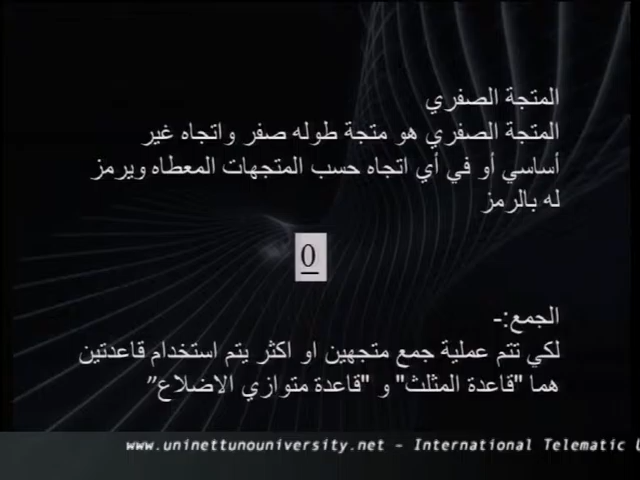 المتجة الصفري
المتجة الصفري هو متجة طوله صفر واتجاه غير
أساسي أو في أي اتجاه حسب المتجهات المعطاه ويرمز
له بالرمز
0
الجمع:-
لكي تتم عملية جمع متجهين او اكثر يتم استخدام قاعدتين
هما "قاعدة المثلث" و "قاعدة متوازي الاضلاع"
www.uninettunouniversity.net - International Telematic U